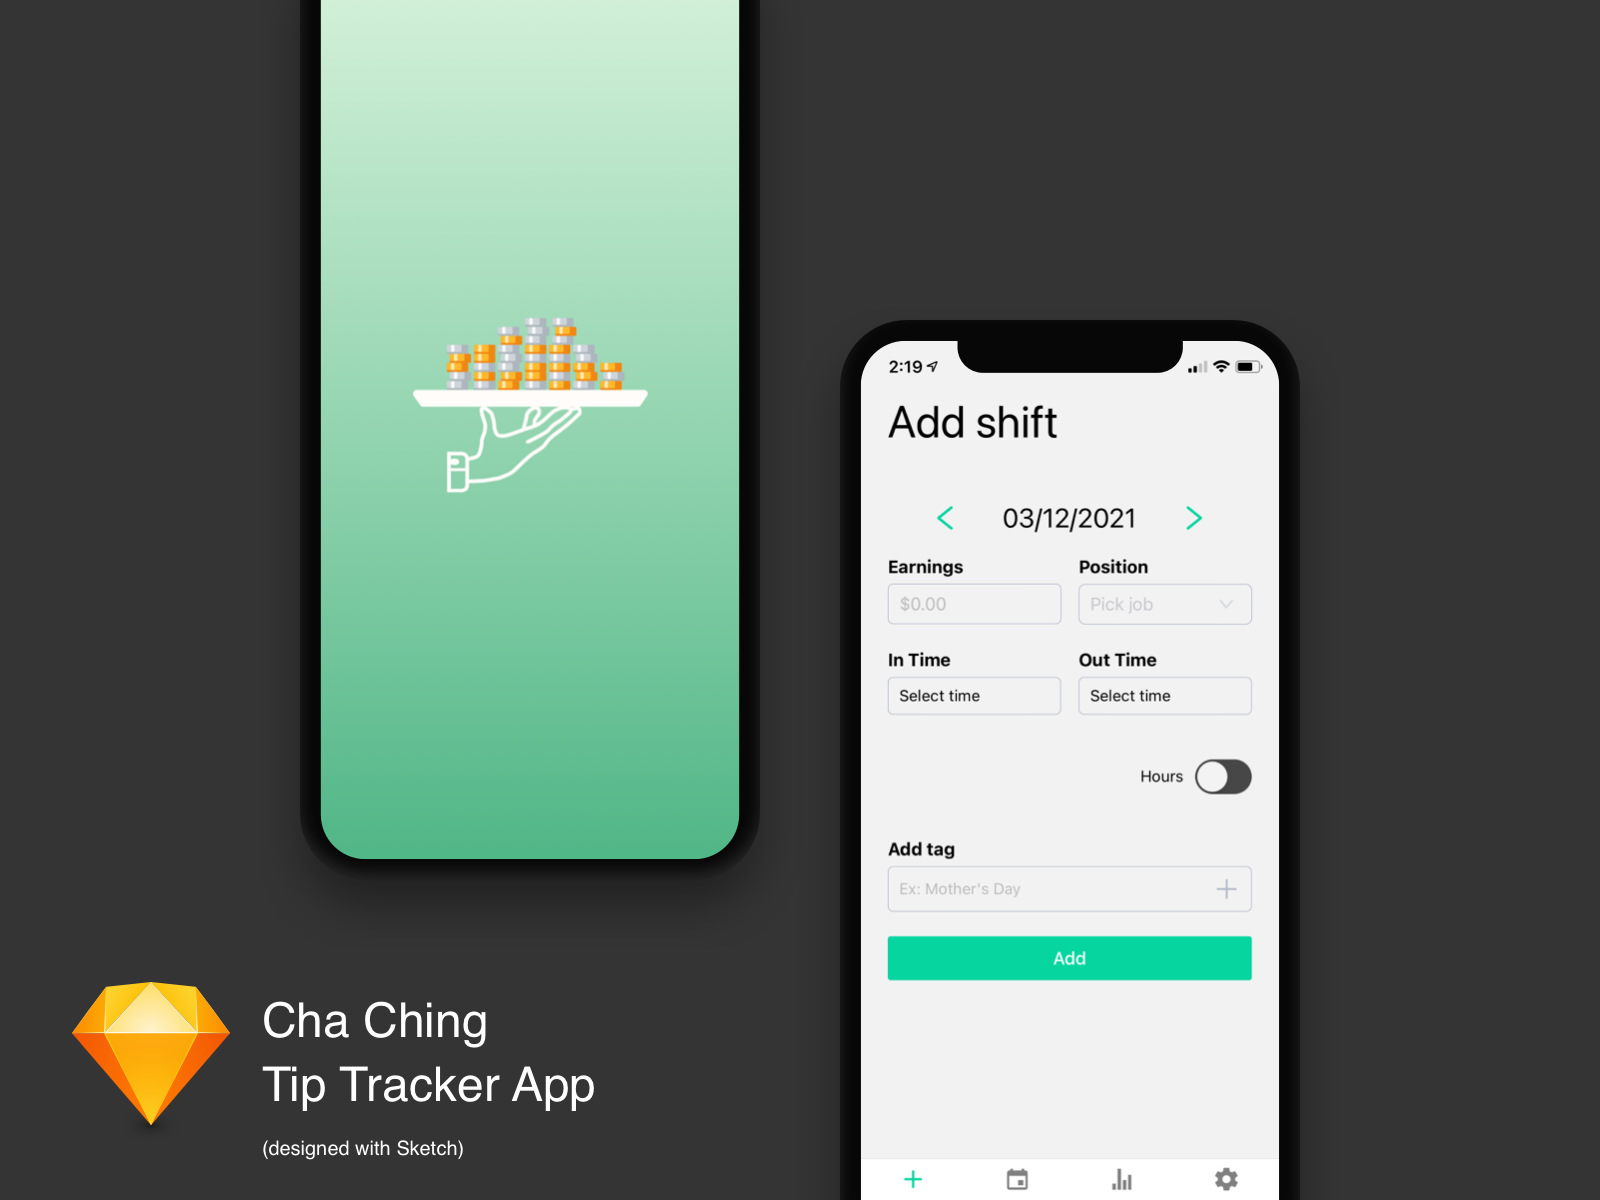 2:19
Add shift
03/12/2021
Earnings
Position
$0.00
Pick job
In Time
Out Time
Select time
Select time
Hours
Add tag
Ex: Mother's Day
Add
Cha Ching
Tip Tracker App
(designed with Sketch)